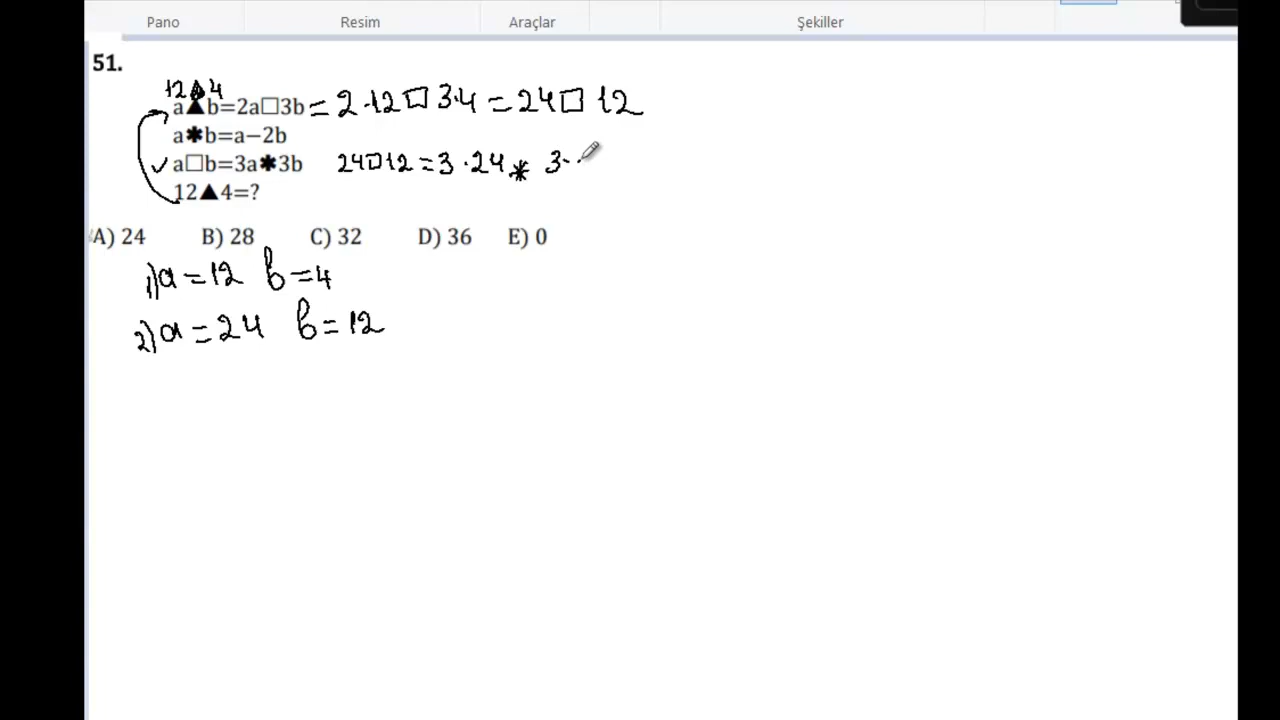 Pano Resim Araçlar Şekiller
51.
12▲4
a▲b=2a□3b = 2·12□3·4 = 24□12
a✱b=a−2b
a□b=3a✱3b 24□12=3·24✱ 3·
12▲4=?
A) 24 B) 28 C) 32 D) 36 E) 0
1) a=12 b=4
2) a=24 b=12